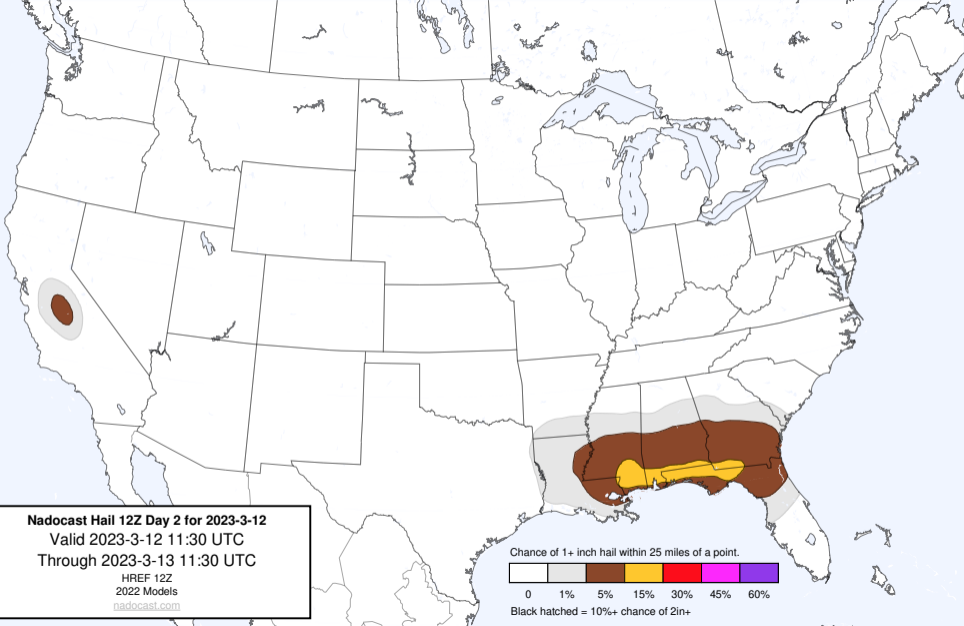 Nadocast Hail 12Z Day 2 for 2023-3-12
Valid 2023-3-12 11:30 UTC
Through 2023-3-13 11:30 UTC
HREF 12Z
2022 Models
nadocast.com
Chance of 1+ inch hail within 25 miles of a point.
0 1% 5% 15% 30% 45% 60%
Black hatched = 10%+ chance of 2in+